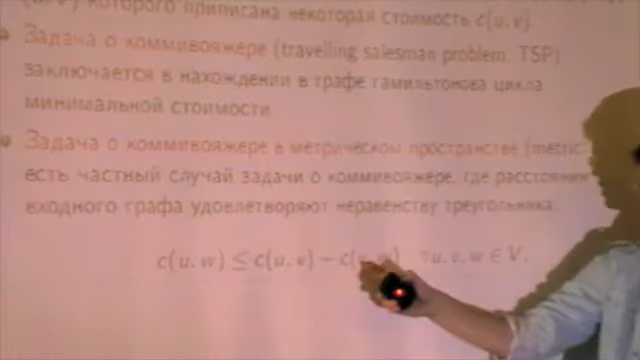 которого приписана некоторая стоимость c(u, v)
Задача о коммивояжере (travelling salesman problem, TSP)
заключается в нахождении в графе гамильтонова цикла
минимальной стоимости
Задача о коммивояжере в метрическом пространстве (metric
есть частный случай задачи о коммивояжере, где расстояния
входного графа удовлетворяют неравенству треугольника:
c(u, w) ≤ c(u, v) − c( ∀u, v, w ∈ V.